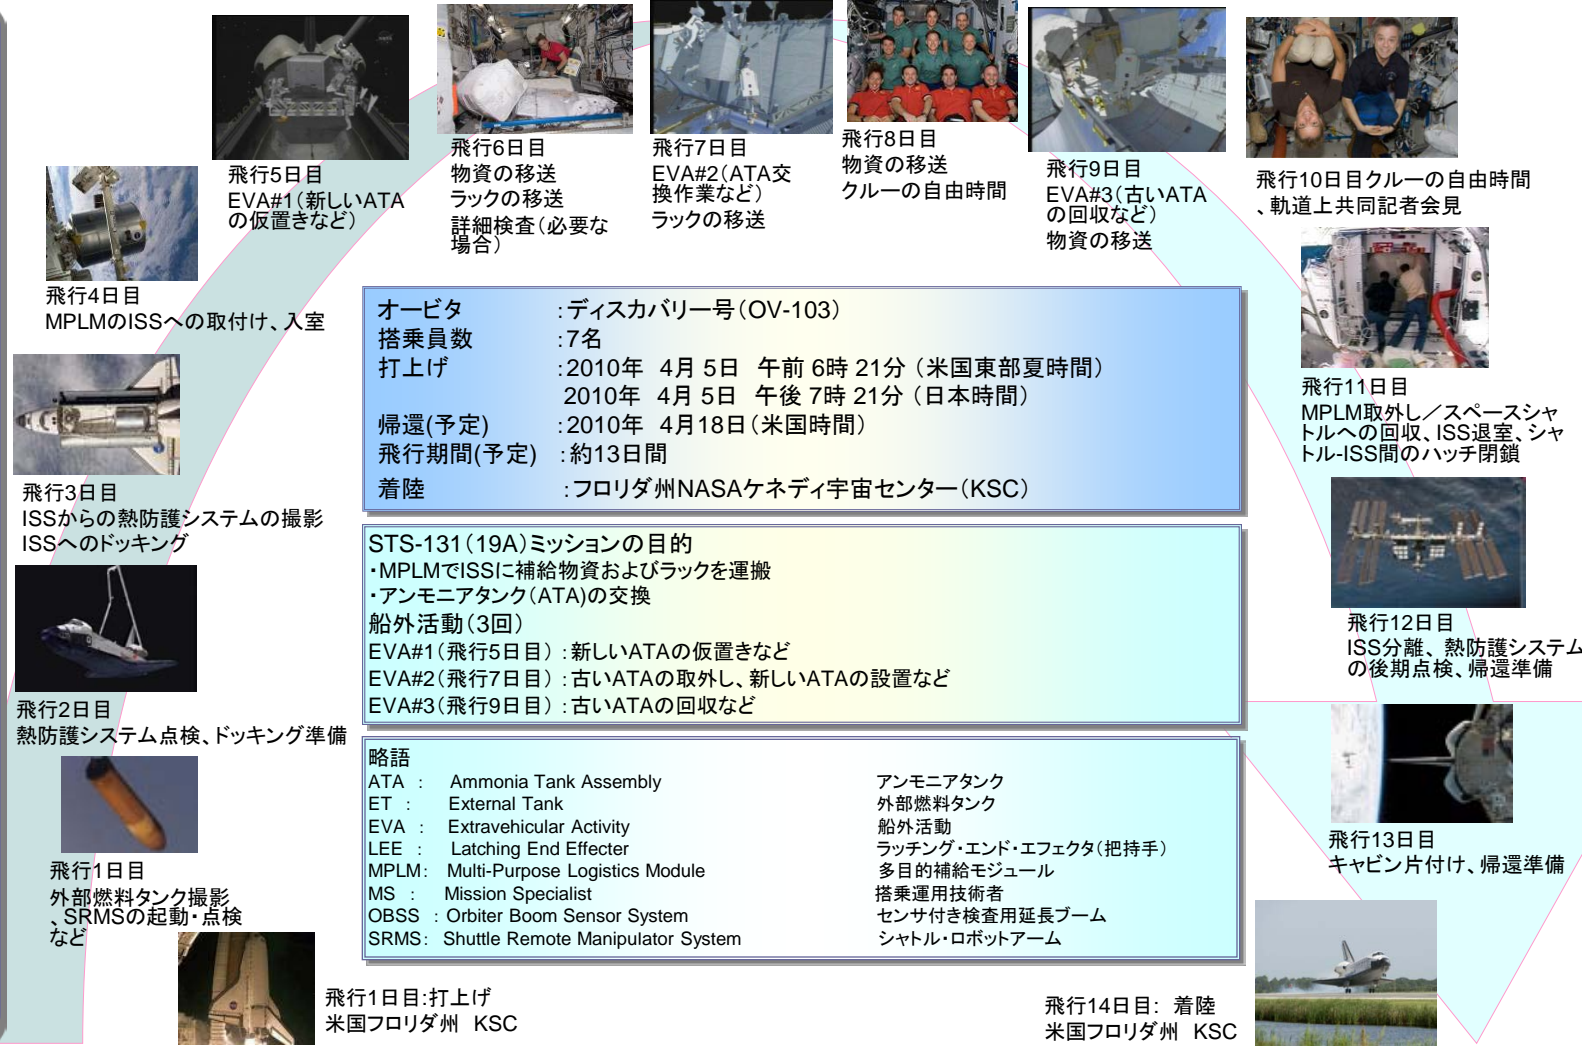 飛行1日目:打上げ
米国フロリダ州 KSC
飛行1日目
外部燃料タンク撮影
、SRMSの起動・点検
など
飛行2日目
熱防護システム点検、ドッキング準備
飛行3日目
ISSからの熱防護システムの撮影
ISSへのドッキング
飛行4日目
MPLMのISSへの取付け、入室
飛行5日目
EVA#1(新しいATA
の仮置きなど)
飛行6日目
物資の移送
ラックの移送
詳細検査(必要な
場合)
飛行7日目
EVA#2(ATA交
換作業など)
ラックの移送
飛行8日目
物資の移送
クルーの自由時間
飛行9日目
EVA#3(古いATA
の回収など)
物資の移送
飛行10日目クルーの自由時間
、軌道上共同記者会見
飛行11日目
MPLM取外し/スペースシャ
トルへの回収、ISS退室、シャ
トル-ISS間のハッチ閉鎖
飛行12日目
ISS分離、熱防護システム
の後期点検、帰還準備
飛行13日目
キャビン片付け、帰還準備
飛行14日目: 着陸
米国フロリダ州 KSC
オービタ :ディスカバリー号(OV-103)
搭乗員数 :7名
打上げ :2010年 4月 5日 午前 6時 21分 (米国東部夏時間)
2010年 4月 5日 午後 7時 21分 (日本時間)
帰還(予定) :2010年 4月18日(米国時間)
飛行期間(予定) :約13日間
着陸 :フロリダ州NASAケネディ宇宙センター(KSC)
STS-131(19A)ミッションの目的
・MPLMでISSに補給物資およびラックを運搬
・アンモニアタンク(ATA)の交換
船外活動(3回)
EVA#1(飛行5日目) :新しいATAの仮置きなど
EVA#2(飛行7日目) :古いATAの取外し、新しいATAの設置など
EVA#3(飛行9日目) :古いATAの回収など
略語
ATA : Ammonia Tank Assembly アンモニアタンク
ET : External Tank 外部燃料タンク
EVA : Extravehicular Activity 船外活動
LEE : Latching End Effecter ラッチング・エンド・エフェクタ(把持手)
MPLM: Multi-Purpose Logistics Module 多目的補給モジュール
MS : Mission Specialist 搭乗運用技術者
OBSS : Orbiter Boom Sensor System センサ付き検査用延長ブーム
SRMS: Shuttle Remote Manipulator System シャトル・ロボットアーム